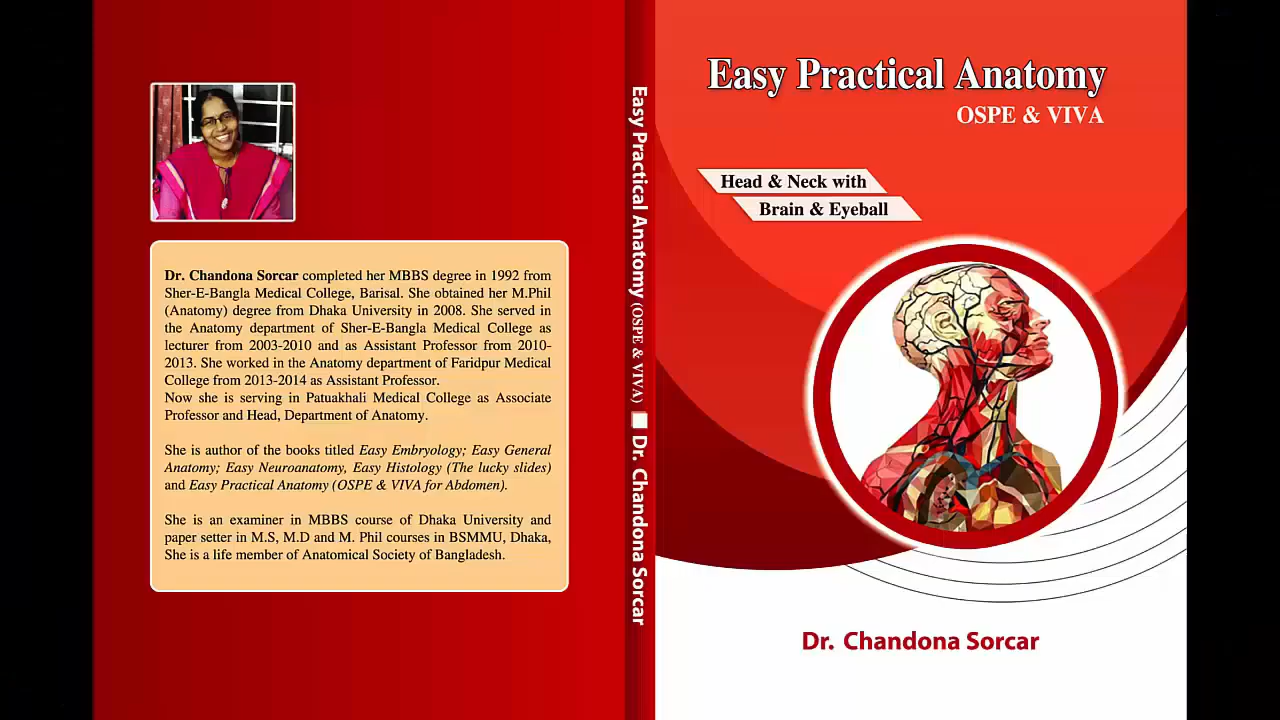 Dr. Chandona Sorcar completed her MBBS degree in 1992 from
Sher-E-Bangla Medical College, Barisal. She obtained her M.Phil
(Anatomy) degree from Dhaka University in 2008. She served in
the Anatomy department of Sher-E-Bangla Medical College as
lecturer from 2003-2010 and as Assistant Professor from 2010-
2013. She worked in the Anatomy department of Faridpur Medical
College from 2013-2014 as Assistant Professor.
Now she is serving in Patuakhali Medical College as Associate
Professor and Head, Department of Anatomy.
She is author of the books titled Easy Embryology; Easy General
Anatomy; Easy Neuroanatomy, Easy Histology (The lucky slides)
and Easy Practical Anatomy (OSPE & VIVA for Abdomen).
She is an examiner in MBBS course of Dhaka University and
paper setter in M.S, M.D and M. Phil courses in BSMMU, Dhaka,
She is a life member of Anatomical Society of Bangladesh.
Easy Practical Anatomy (OSPE & VIVA) Dr. Chandona Sorcar
Easy Practical Anatomy
OSPE & VIVA
Head & Neck with
Brain & Eyeball
Dr. Chandona Sorcar